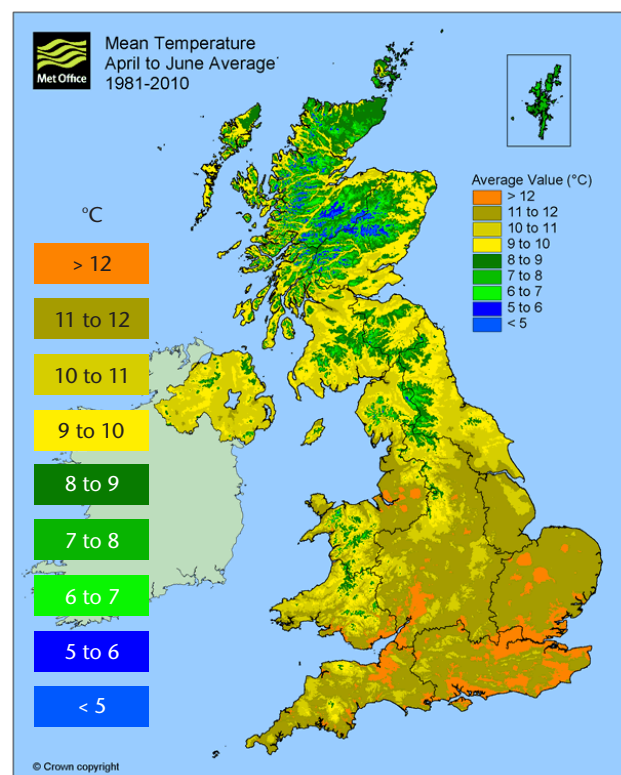 Met Office
Mean Temperature
April to June Average
1981-2010
Average Value (°C)
> 12
11 to 12
10 to 11
9 to 10
8 to 9
7 to 8
6 to 7
5 to 6
< 5
°C
> 12
11 to 12
10 to 11
9 to 10
8 to 9
7 to 8
6 to 7
5 to 6
< 5
© Crown copyright